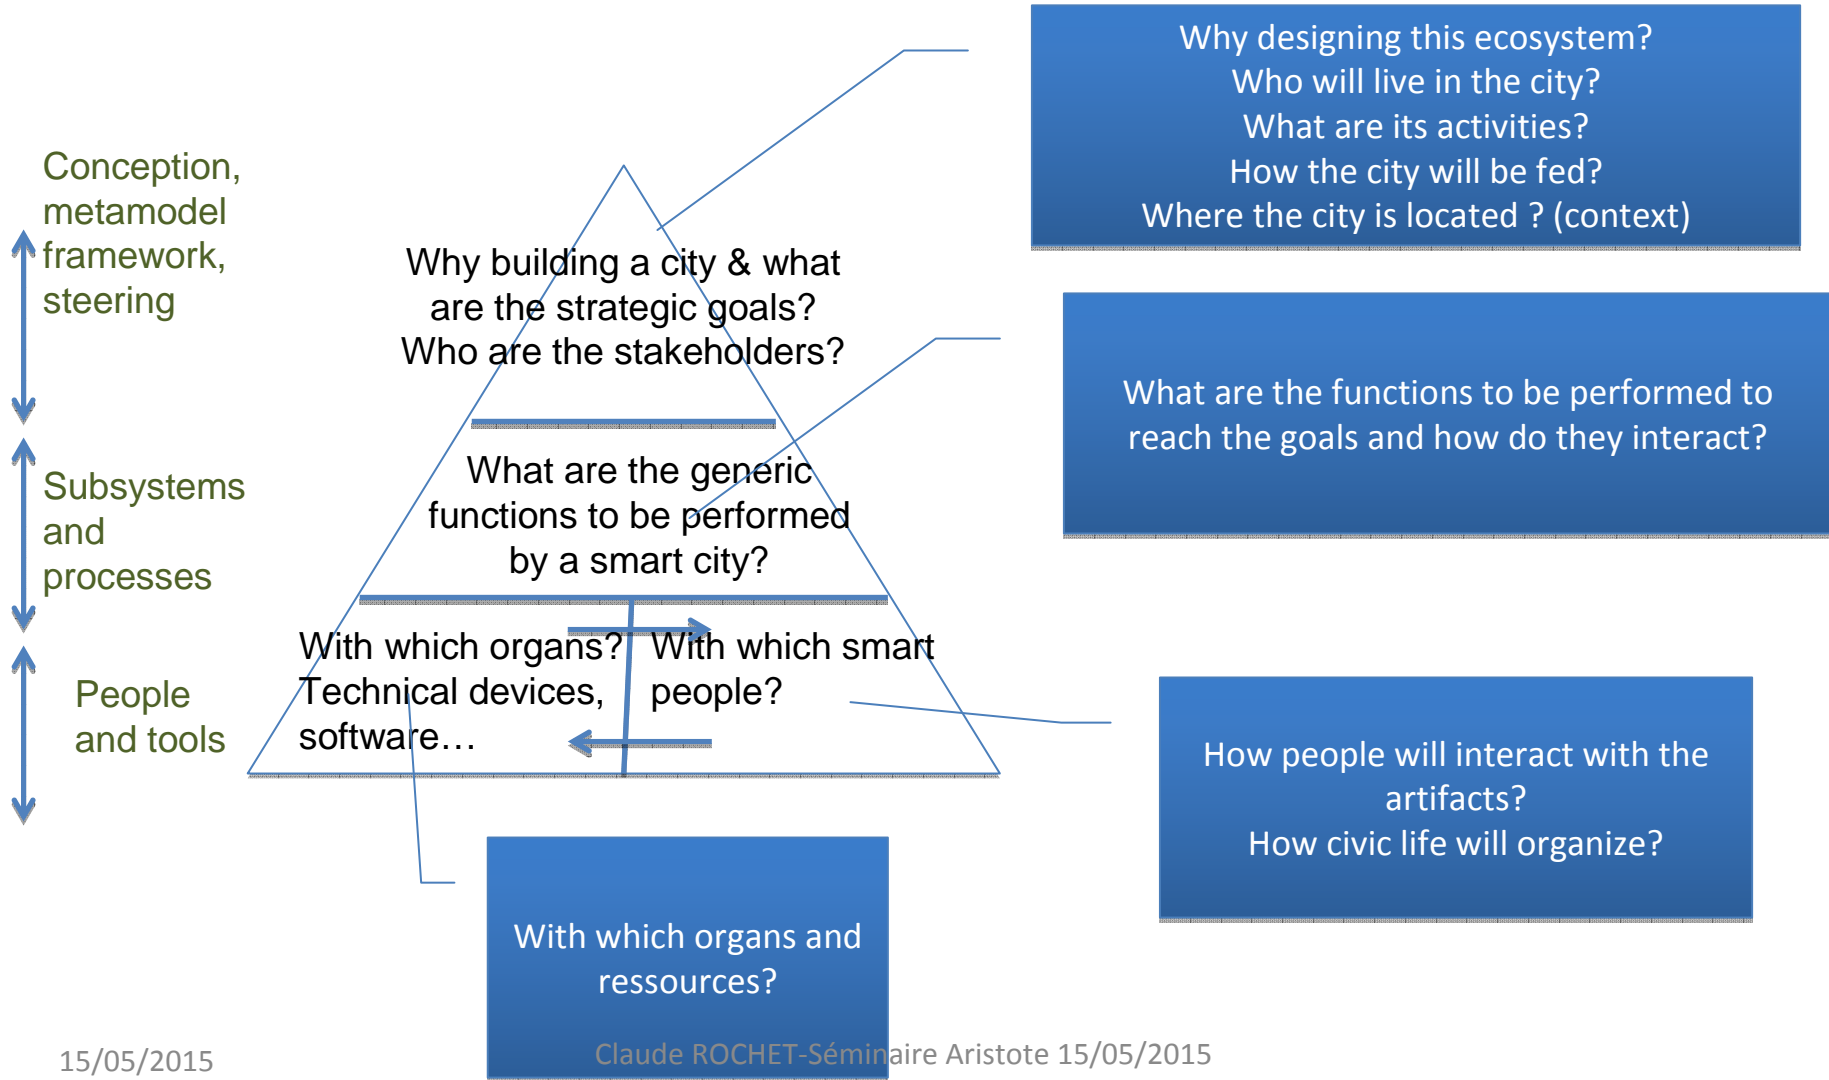 Why designing this ecosystem?
Who will live in the city?
What are its activities?
How the city will be fed?
Where the city is located ? (context)
Conception,
metamodel
framework,
steering
Why building a city & what
are the strategic goals?
Who are the stakeholders?
What are the functions to be performed to
reach the goals and how do they interact?
Subsystems
and
processes
What are the generic
functions to be performed
by a smart city?
People
and tools
With which organs?
Technical devices,
software…
With which smart
people?
How people will interact with the
artifacts?
How civic life will organize?
With which organs and
ressources?
15/05/2015
Claude ROCHET-Séminaire Aristote 15/05/2015